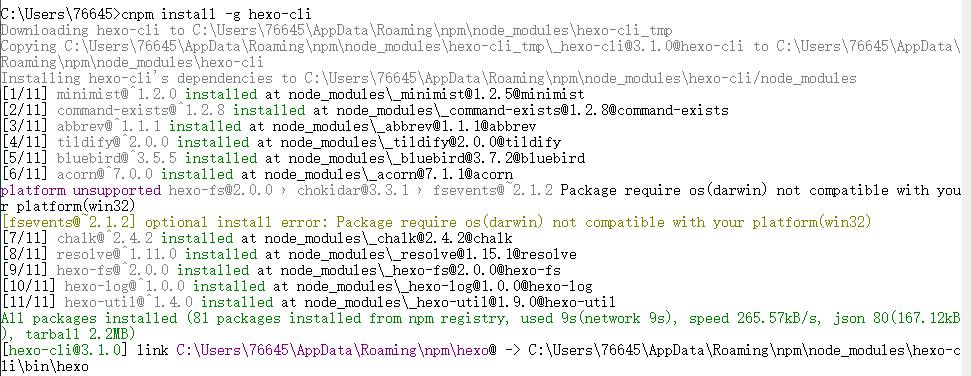 C:\Users\76645>cnpm install -g hexo-cli
Downloading hexo-cli to C:\Users\76645\AppData\Roaming\npm\node_modules\hexo-cli_tmp
Copying C:\Users\76645\AppData\Roaming\npm\node_modules\hexo-cli_tmp\_hexo-cli@3.1.0@hexo-cli to C:\Users\76645\AppData\
Roaming\npm\node_modules\hexo-cli
Installing hexo-cli's dependencies to C:\Users\76645\AppData\Roaming\npm\node_modules\hexo-cli/node_modules
[1/11] minimist@^1.2.0 installed at node_modules\_minimist@1.2.5@minimist
[2/11] command-exists@^1.2.8 installed at node_modules\_command-exists@1.2.8@command-exists
[3/11] abbrev@^1.1.1 installed at node_modules\_abbrev@1.1.1@abbrev
[4/11] tildify@^2.0.0 installed at node_modules\_tildify@2.0.0@tildify
[5/11] bluebird@^3.5.5 installed at node_modules\_bluebird@3.7.2@bluebird
[6/11] acorn@^7.0.0 installed at node_modules\_acorn@7.1.1@acorn
platform unsupported hexo-fs@2.0.0 › chokidar@3.3.1 › fsevents@~2.1.2 Package require os(darwin) not compatible with you
r platform(win32)
[fsevents@~2.1.2] optional install error: Package require os(darwin) not compatible with your platform(win32)
[7/11] chalk@^2.4.2 installed at node_modules\_chalk@2.4.2@chalk
[8/11] resolve@^1.11.0 installed at node_modules\_resolve@1.15.1@resolve
[9/11] hexo-fs@^2.0.0 installed at node_modules\_hexo-fs@2.0.0@hexo-fs
[10/11] hexo-log@^1.0.0 installed at node_modules\_hexo-log@1.0.0@hexo-log
[11/11] hexo-util@^1.4.0 installed at node_modules\_hexo-util@1.9.0@hexo-util
All packages installed (81 packages installed from npm registry, used 9s(network 9s), speed 265.57kB/s, json 80(167.12kB
), tarball 2.2MB)
[hexo-cli@3.1.0] link C:\Users\76645\AppData\Roaming\npm\hexo@ -> C:\Users\76645\AppData\Roaming\npm\node_modules\hexo-c
li\bin\hexo